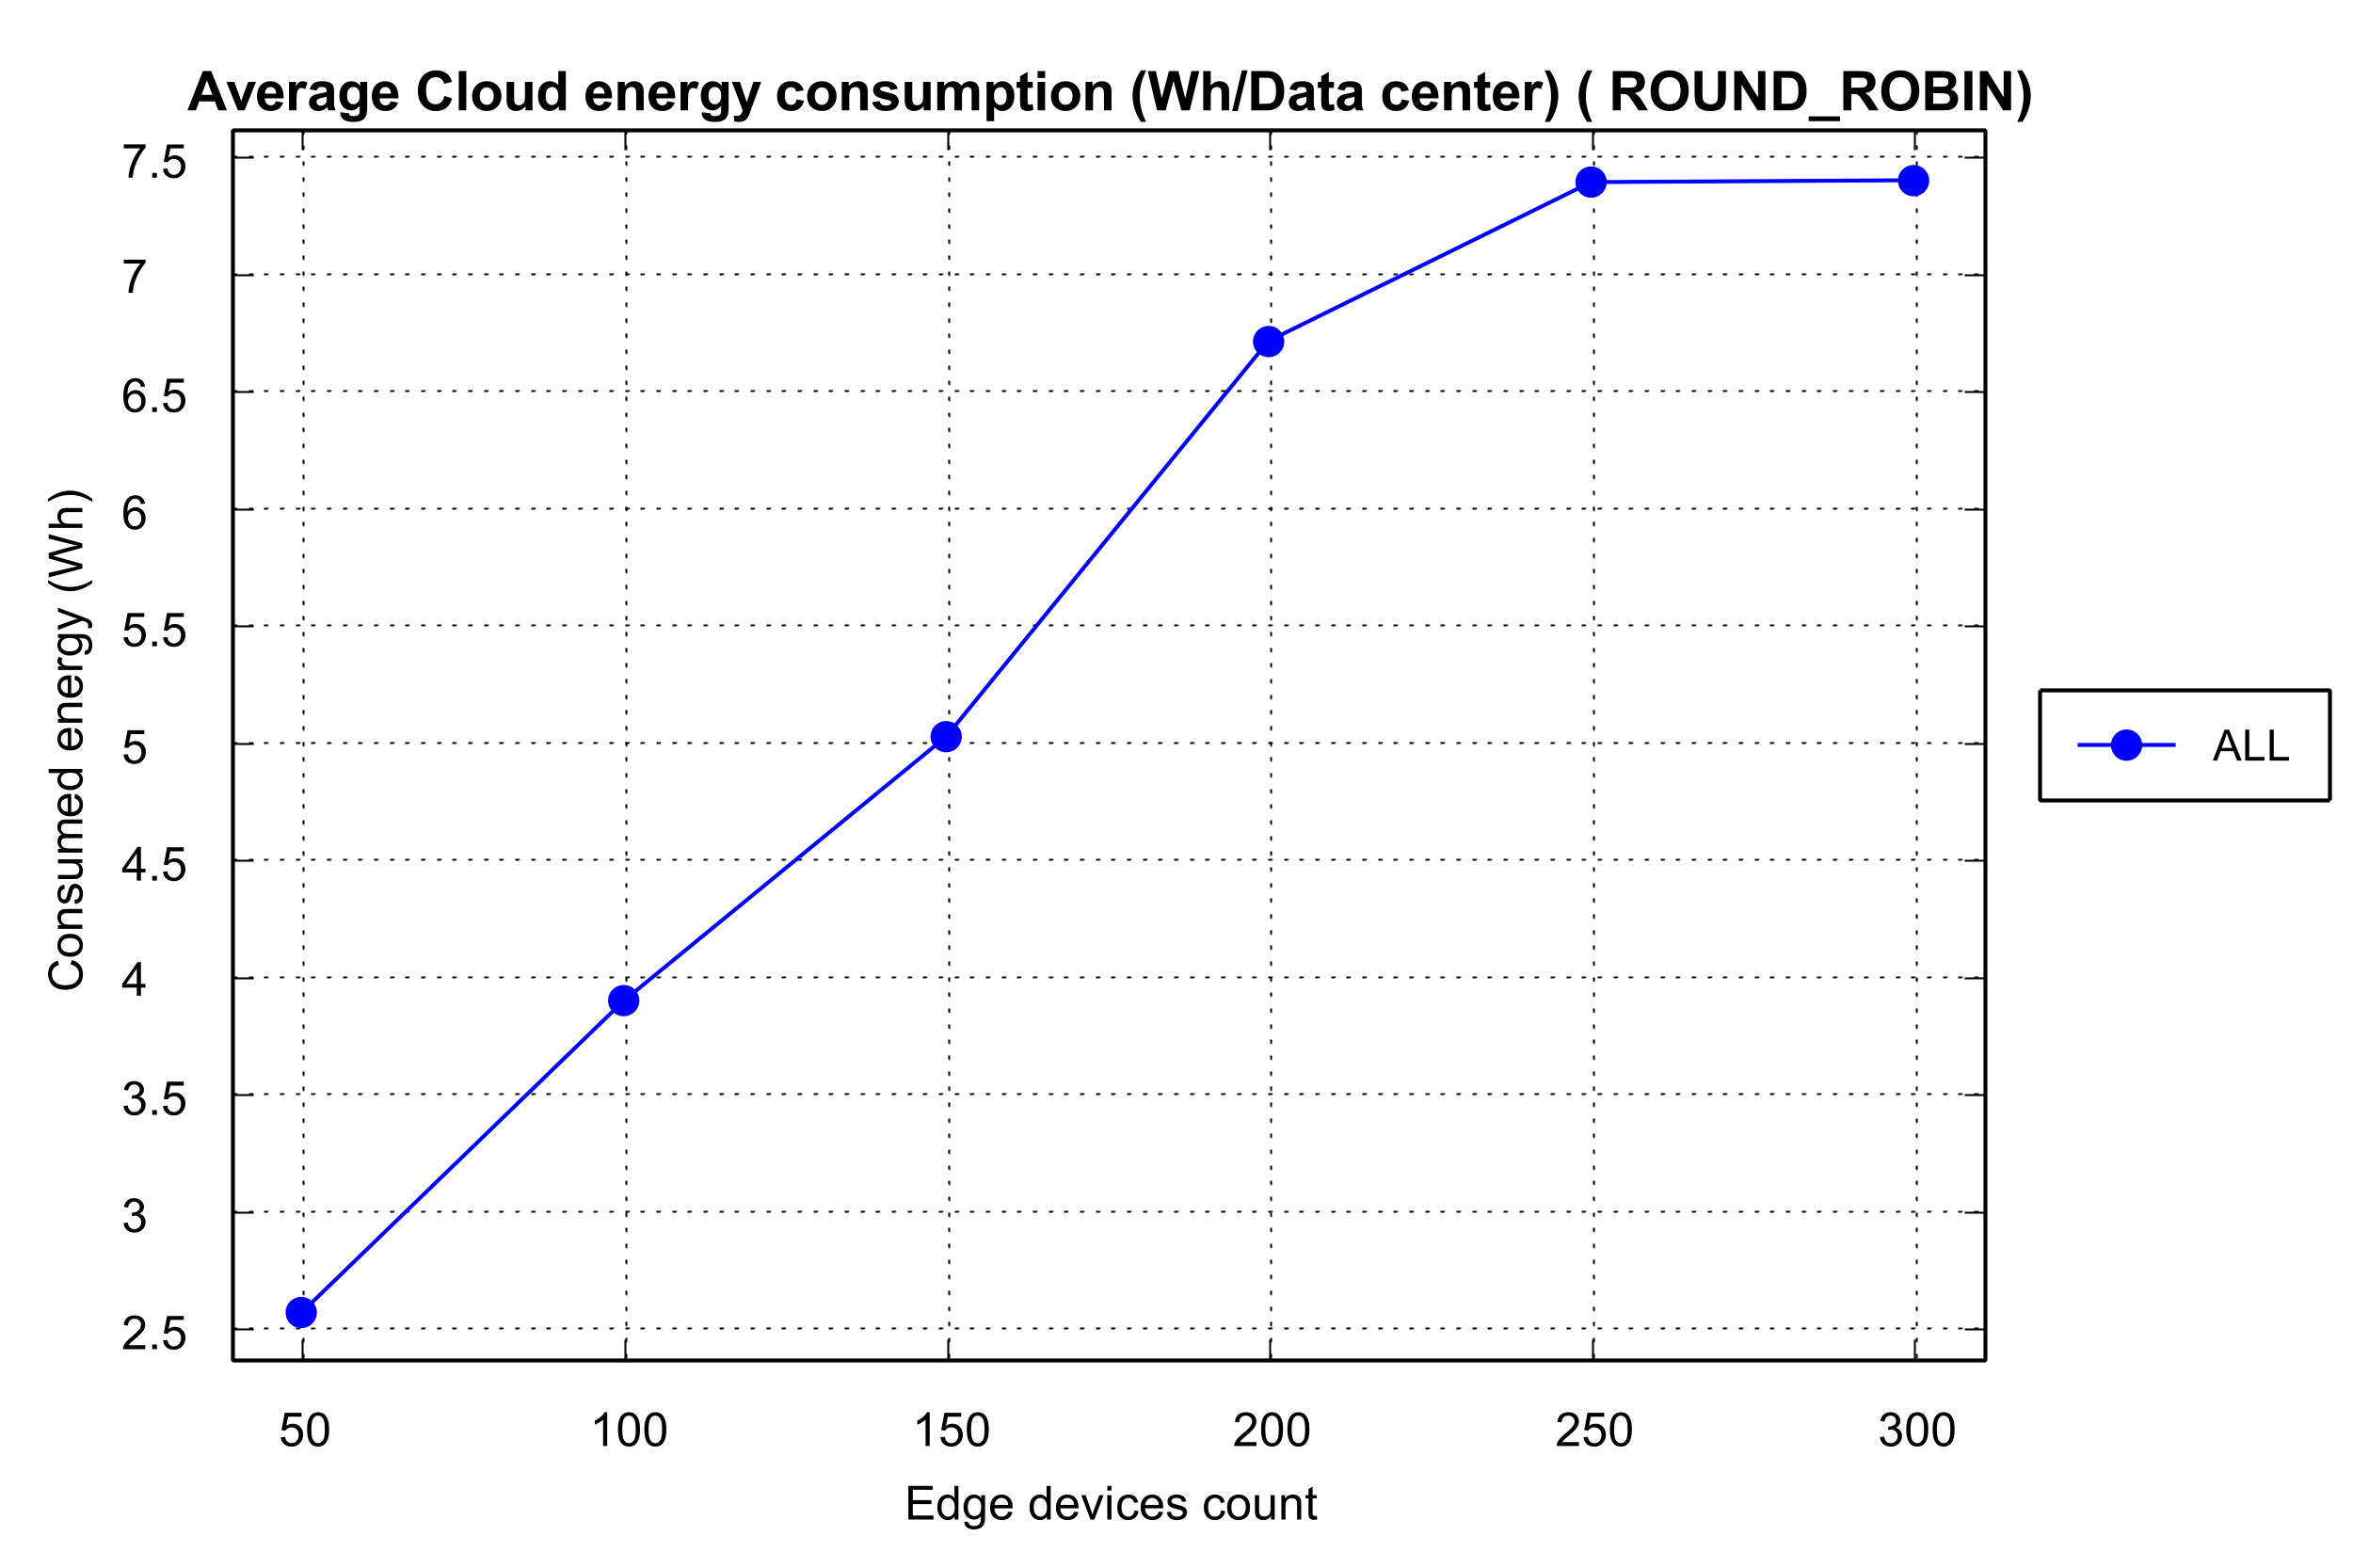 Average Cloud energy consumption (Wh/Data center) ( ROUND_ROBIN)
7.5
7
6.5
6
5.5
5
4.5
4
3.5
3
2.5
Consumed energy (Wh)
ALL
50 100 150 200 250 300
Edge devices count